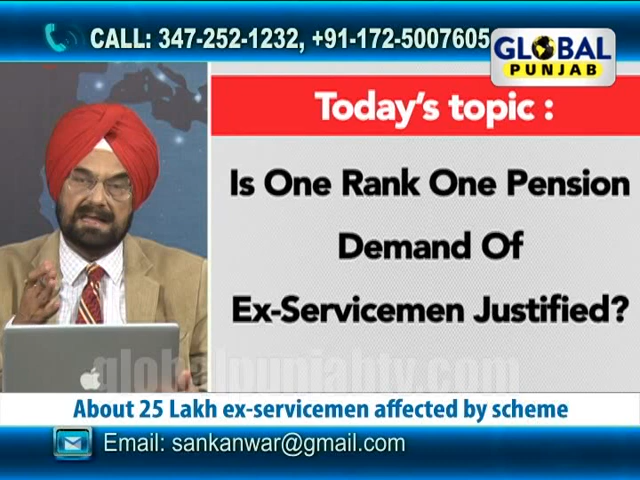 CALL: 347-252-1232, +91-172-5007605
GLOBAL
PUNJAB
Today's topic :
Is One Rank One Pension
Demand Of
Ex-Servicemen Justified?
globalpunjabtv.com
About 25 Lakh ex-servicemen affected by scheme
Email: sankanwar@gmail.com